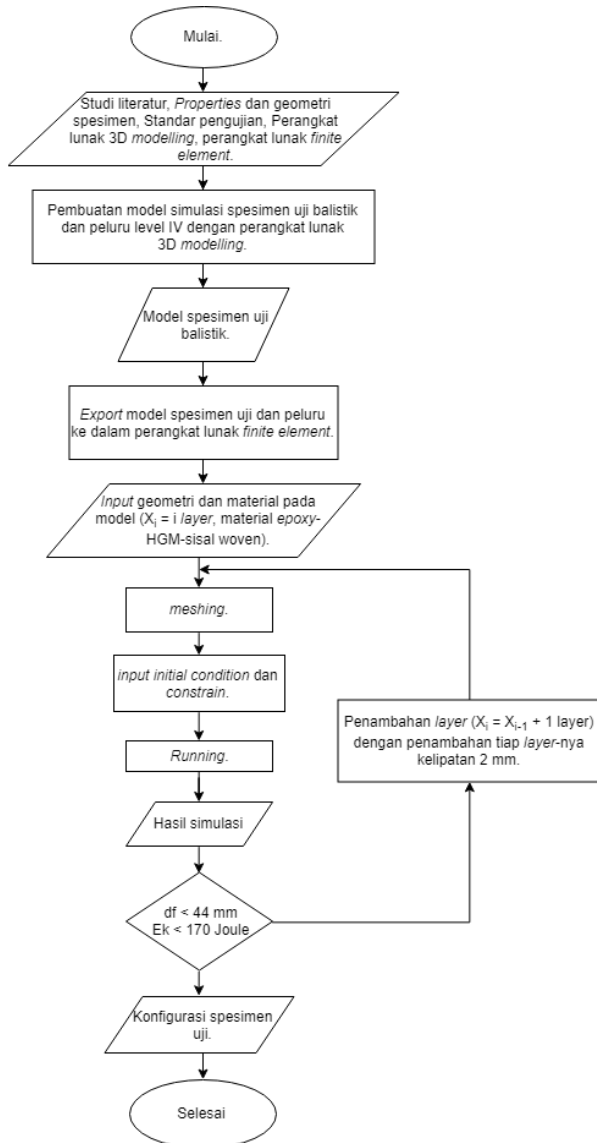 Mulai.
Studi literatur, Properties dan geometri
spesimen, Standar pengujian, Perangkat
lunak 3D modelling, perangkat lunak finite
element.
Pembuatan model simulasi spesimen uji balistik
dan peluru level IV dengan perangkat lunak
3D modelling.
Model spesimen uji
balistik.
Export model spesimen uji dan peluru
ke dalam perangkat lunak finite element.
Input geometri dan material pada
model (Xi = i layer, material epoxy-
HGM-sisal woven).
meshing.
input initial condition dan
constrain.
Running.
Hasil simulasi
df < 44 mm
Ek < 170 Joule
Penambahan layer (Xi = Xi-1 + 1 layer)
dengan penambahan tiap layer-nya
kelipatan 2 mm.
Konfigurasi spesimen
uji.
Selesai